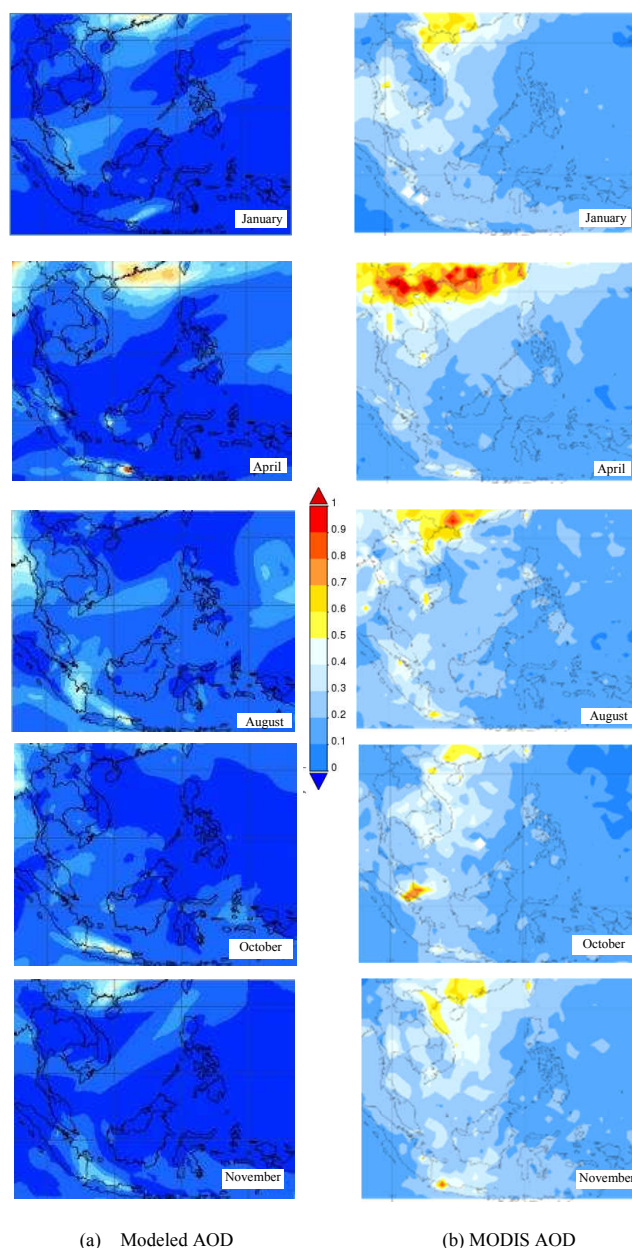 January
January
April
April
1
0.9
0.8
0.7
0.6
0.5
0.4
0.3
0.2
0.1
0
August
August
October
October
November
November
(a) Modeled AOD
(b) MODIS AOD